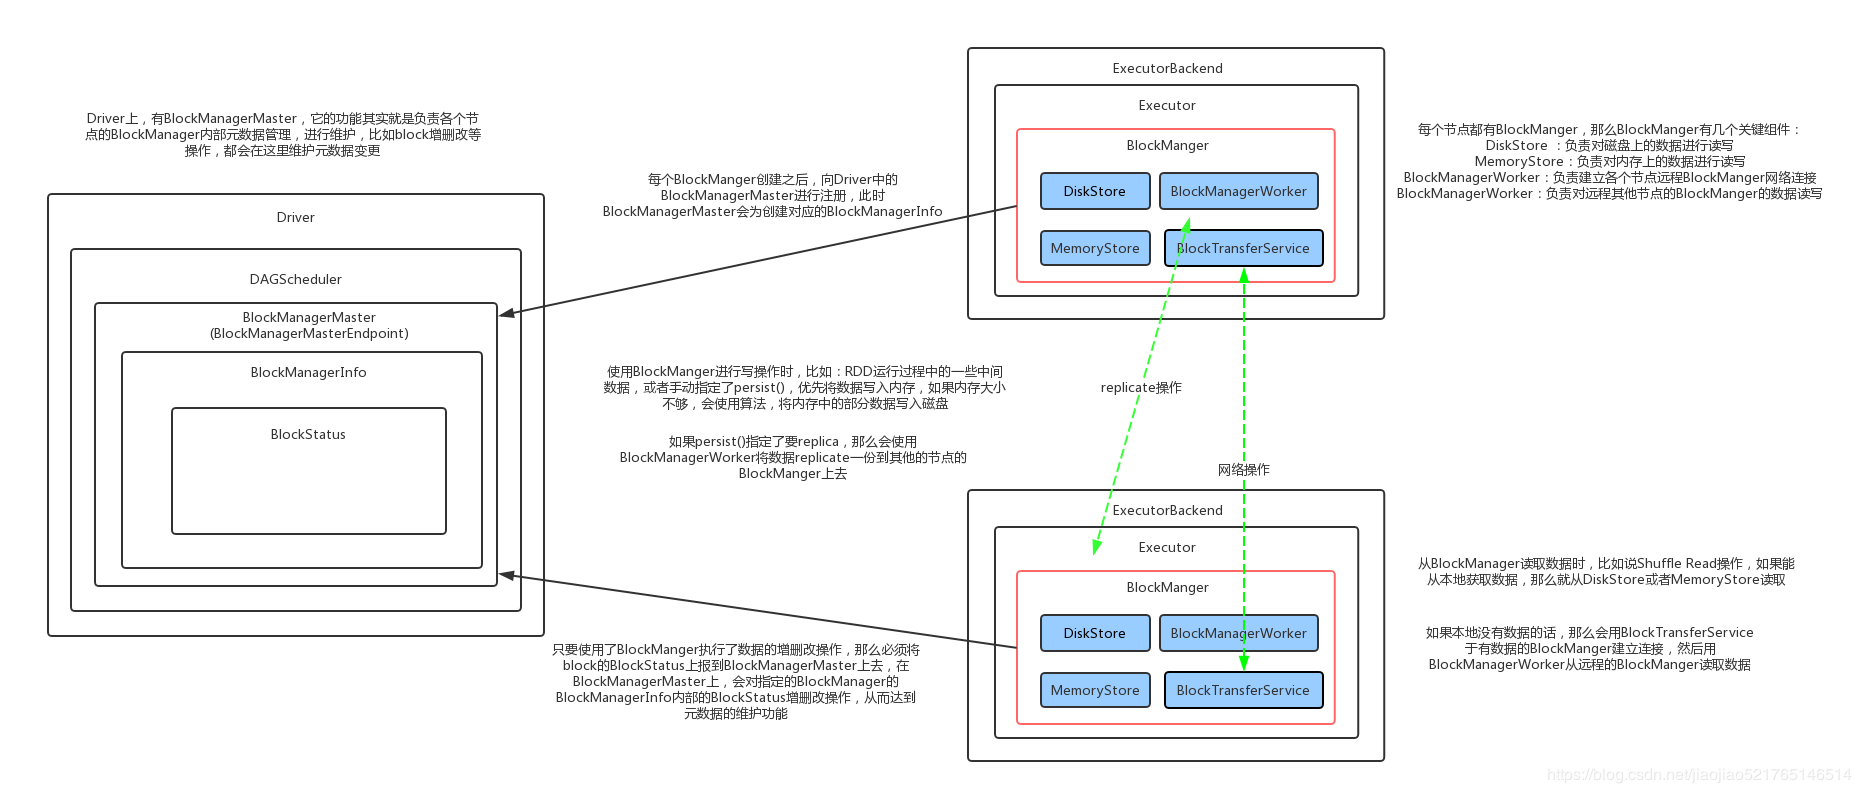 Driver上，有BlockManagerMaster，它的功能其实就是负责各个节
点的BlockManager内部元数据管理，进行维护，比如block增删改等
操作，都会在这里维护元数据变更
Driver
DAGScheduler
BlockManagerMaster
(BlockManagerMasterEndpoint)
BlockManagerInfo
BlockStatus
每个BlockManger创建之后，向Driver中的
BlockManagerMaster进行注册，此时
BlockManagerMaster会为创建对应的BlockManagerInfo
使用BlockManger进行写操作时，比如：RDD运行过程中的一些中间
数据，或者手动指定了persist()，优先将数据写入内存，如果内存大小
不够，会使用算法，将内存中的部分数据写入磁盘
如果persist()指定了要replica，那么会使用
BlockManagerWorker将数据replicate一份到其他的节点的
BlockManger上去
只要使用了BlockManger执行了数据的增删改操作，那么必须将
block的BlockStatus上报到BlockManagerMaster上去，在
BlockManagerMaster上，会对指定的BlockManager的
BlockManagerInfo内部的BlockStatus增删改操作，从而达到
元数据的维护功能
ExecutorBackend
Executor
BlockManger
DiskStore
BlockManagerWorker
MemoryStore
BlockTransferService
replicate操作
网络操作
ExecutorBackend
Executor
BlockManger
DiskStore
BlockManagerWorker
MemoryStore
BlockTransferService
每个节点都有BlockManger，那么BlockManger有几个关键组件：
DiskStore ：负责对磁盘上的数据进行读写
MemoryStore：负责对内存上的数据进行读写
BlockManagerWorker：负责建立各个节点远程BlockManger网络连接
BlockManagerWorker：负责对远程其他节点的BlockManger的数据读写
从BlockManager读取数据时，比如说Shuffle Read操作，如果能
从本地获取数据，那么就从DiskStore或者MemoryStore读取
如果本地没有数据的话，那么会用BlockTransferService
于有数据的BlockManger建立连接，然后用
BlockManagerWorker从远程的BlockManger读取数据
https://blog.csdn.net/jiaojiao521765146514